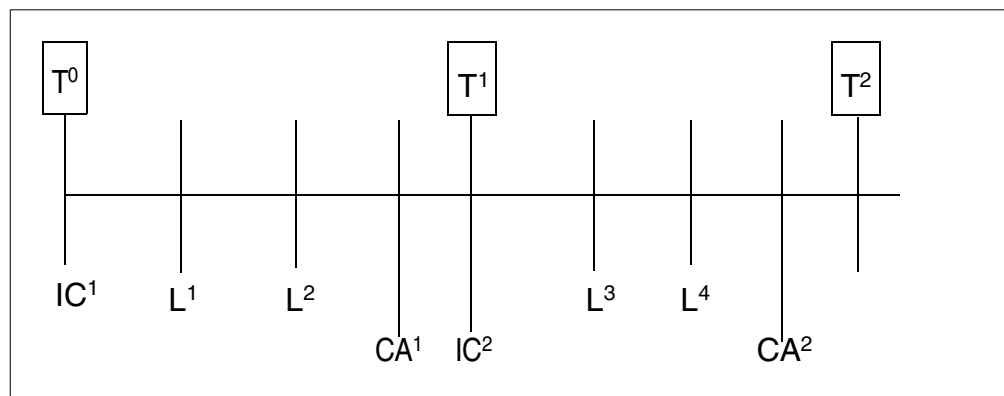 T⁰ T¹ T²
IC¹ L¹ L² L³ L⁴
CA¹ IC² CA²